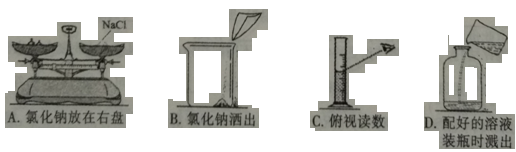 NaCl
A. 氯化钠放在右盘
B. 氯化钠洒出
C. 俯视读数
D. 配好的溶液
装瓶时溅出